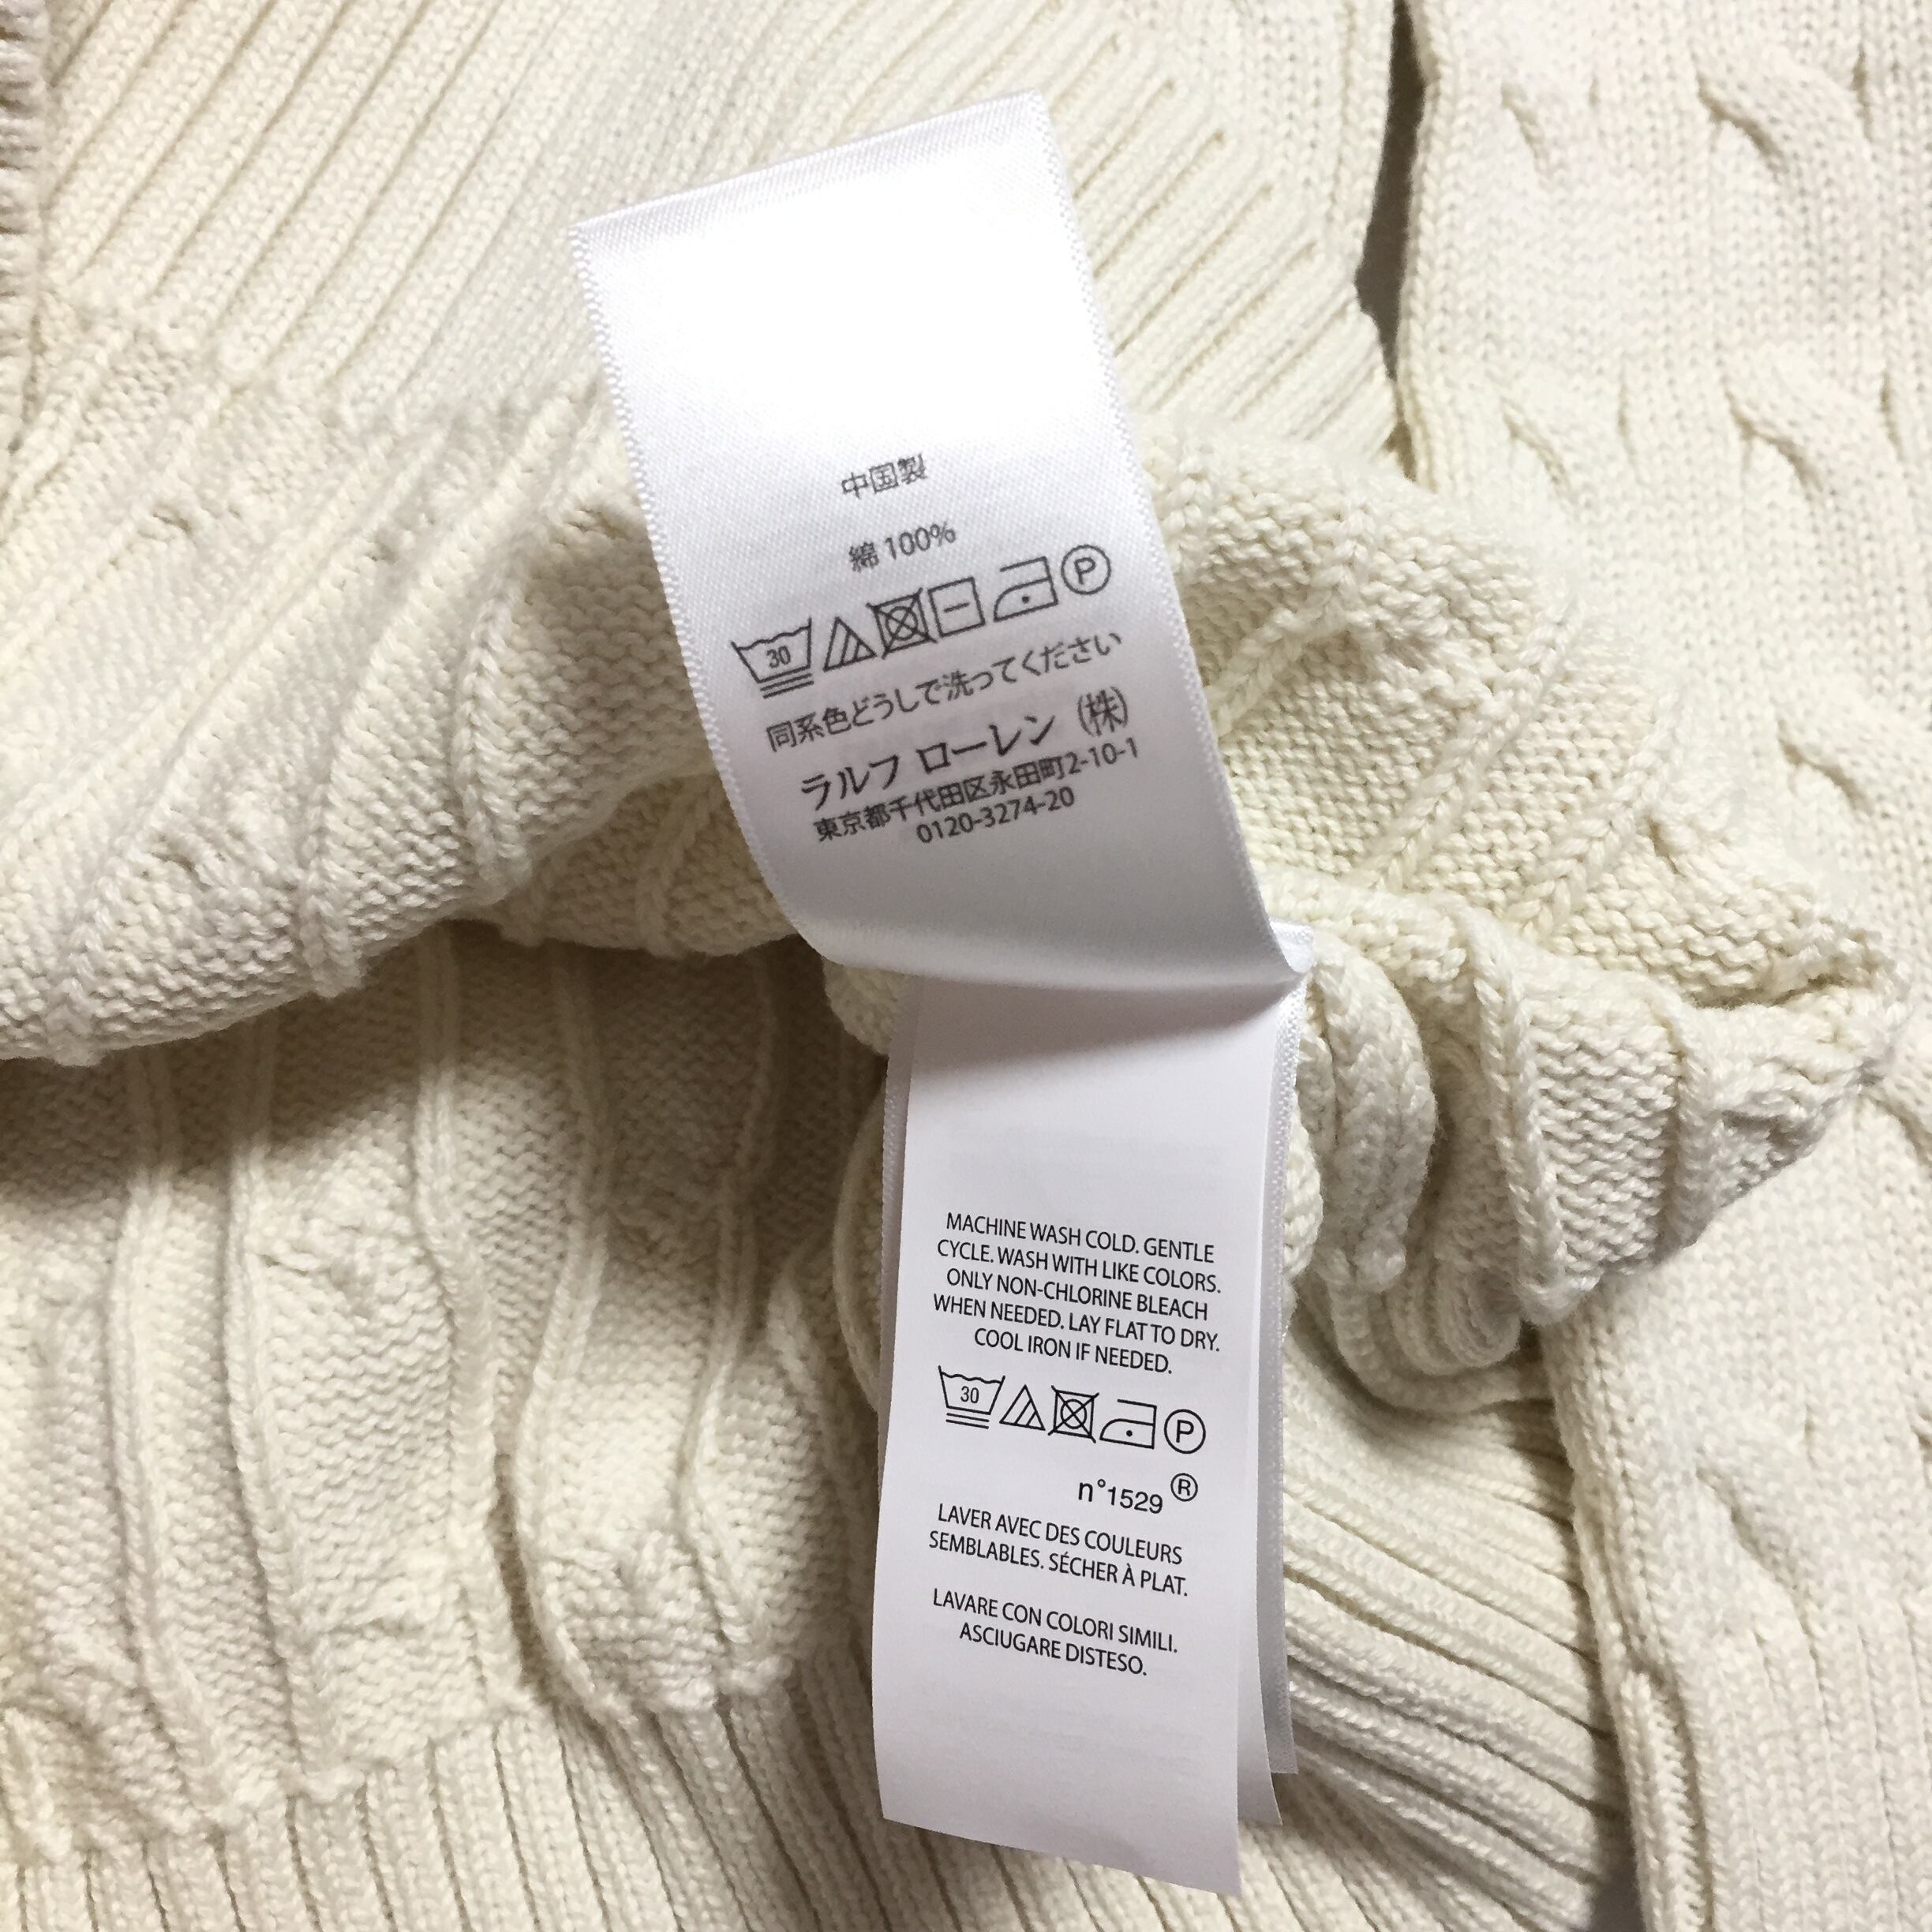 中国製
綿 100%
30 P
同系色どうしで洗ってください
ラルフ ローレン (株)
東京都千代田区永田町2-10-1
0120-3274-20
MACHINE WASH COLD. GENTLE
CYCLE. WASH WITH LIKE COLORS.
ONLY NON-CHLORINE BLEACH
WHEN NEEDED. LAY FLAT TO DRY.
COOL IRON IF NEEDED.
30 P
n°1529 ®
LAVER AVEC DES COULEURS
SEMBLABLES. SÉCHER À PLAT.
LAVARE CON COLORI SIMILI.
ASCIUGARE DISTESO.